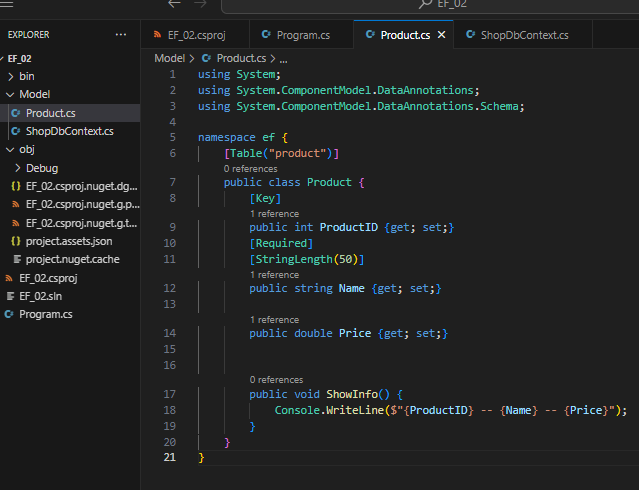 EF_02
EXPLORER
EF_02
bin
Model
Product.cs
ShopDbContext.cs
obj
Debug
EF_02.csproj.nuget.dg...
EF_02.csproj.nuget.g.p...
EF_02.csproj.nuget.g.t...
project.assets.json
project.nuget.cache
EF_02.csproj
EF_02.sln
Program.cs
EF_02.csproj Program.cs Product.cs ShopDbContext.cs
Model > Product.cs > ...
1 using System;
2 using System.ComponentModel.DataAnnotations;
3 using System.ComponentModel.DataAnnotations.Schema;
4
5 namespace ef {
6 [Table("product")]
0 references
7 public class Product {
8 [Key]
1 reference
9 public int ProductID {get; set;}
10 [Required]
11 [StringLength(50)]
1 reference
12 public string Name {get; set;}
13
1 reference
14 public double Price {get; set;}
15
16
0 references
17 public void ShowInfo() {
18 Console.WriteLine($"{ProductID} -- {Name} -- {Price}");
19 }
20 }
21 }